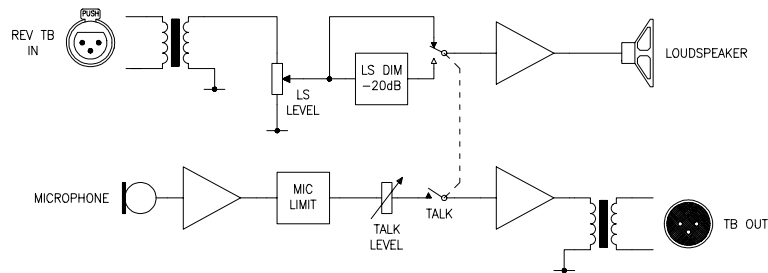 PUSH
REV TB
IN
LS
LEVEL
LS DIM
-20dB
LOUDSPEAKER
MICROPHONE
MIC
LIMIT
TALK
LEVEL
TALK
TB OUT